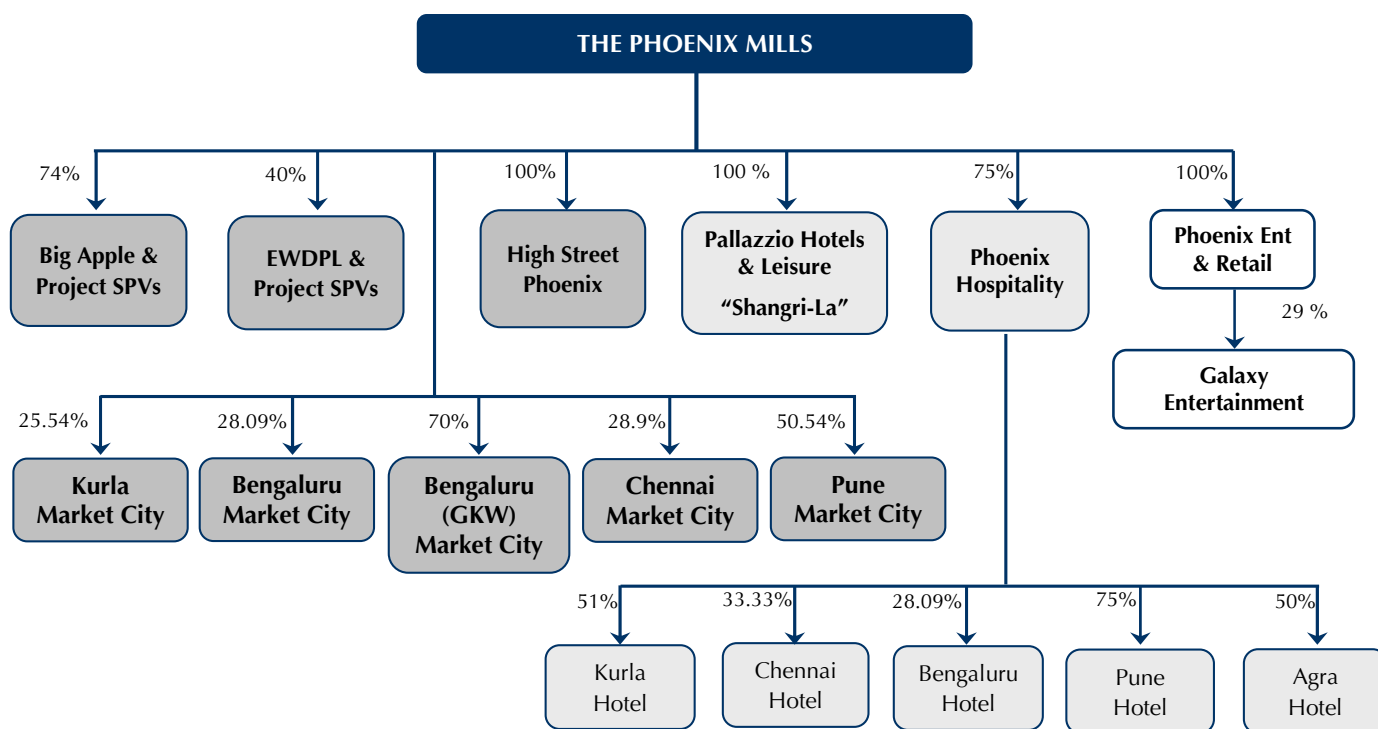 THE PHOENIX MILLS
74%
40%
100%
100 %
75%
100%
Big Apple &
Project SPVs
EWDPL &
Project SPVs
High Street
Phoenix
Pallazzio Hotels
& Leisure
“Shangri-La”
Phoenix
Hospitality
Phoenix Ent
& Retail
29 %
Galaxy
Entertainment
25.54%
28.09%
70%
28.9%
50.54%
Kurla
Market City
Bengaluru
Market City
Bengaluru
(GKW)
Market City
Chennai
Market City
Pune
Market City
51%
33.33%
28.09%
75%
50%
Kurla
Hotel
Chennai
Hotel
Bengaluru
Hotel
Pune
Hotel
Agra
Hotel